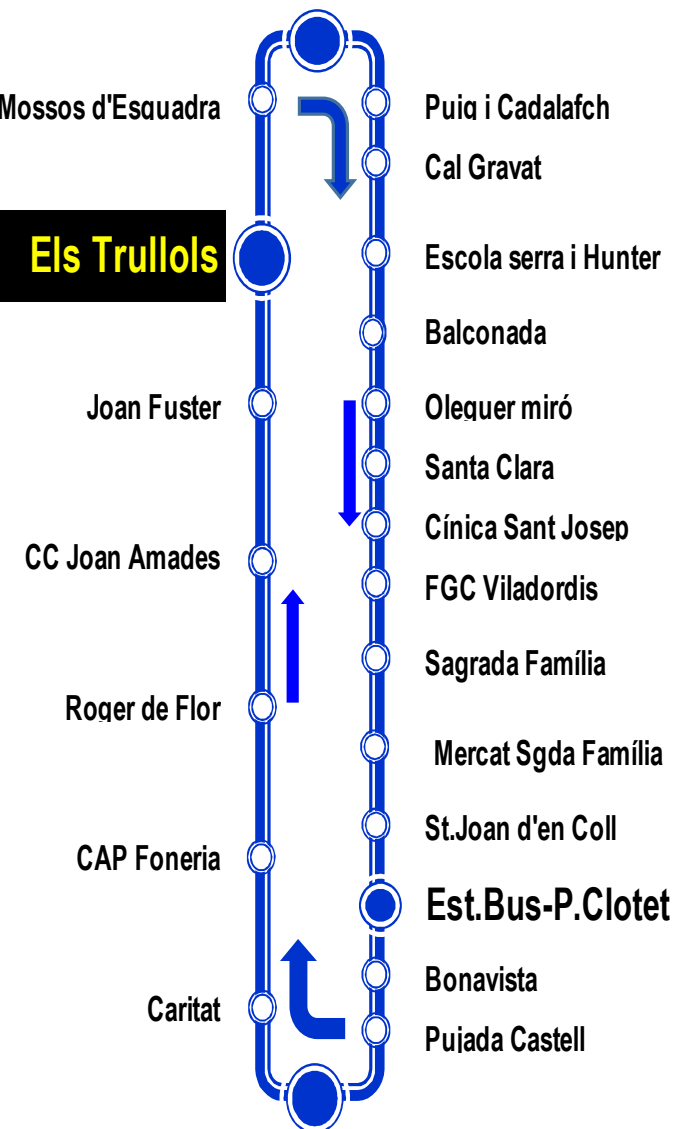 Mossos d'Esquadra
Els Trullols
Joan Fuster
CC Joan Amades
Roger de Flor
CAP Foneria
Caritat
Puig i Cadalafch
Cal Gravat
Escola serra i Hunter
Balconada
Oleguer miró
Santa Clara
Cínica Sant Josep
FGC Viladordis
Sagrada Família
Mercat Sgda Família
St.Joan d'en Coll
Est.Bus-P.Clotet
Bonavista
Pujada Castell